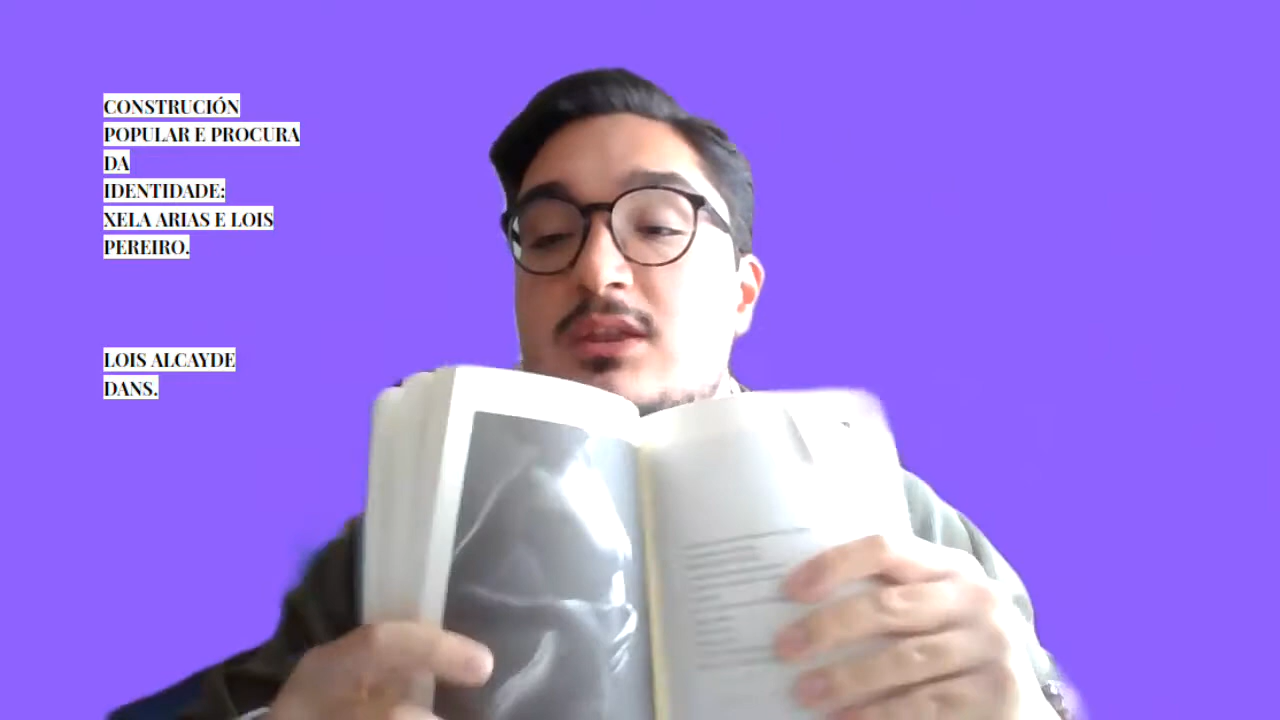 CONSTRUCIÓN
POPULAR E PROCURA
DA
IDENTIDADE:
XELA ARIAS E LOIS
PEREIRO.
LOIS ALCAYDE
DANS.